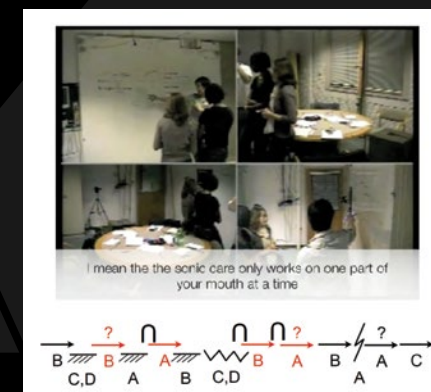 I mean the the sonic care only works on one part of
your mouth at a time
? ?
?
B B A B A B A C
C,D A B C,D A